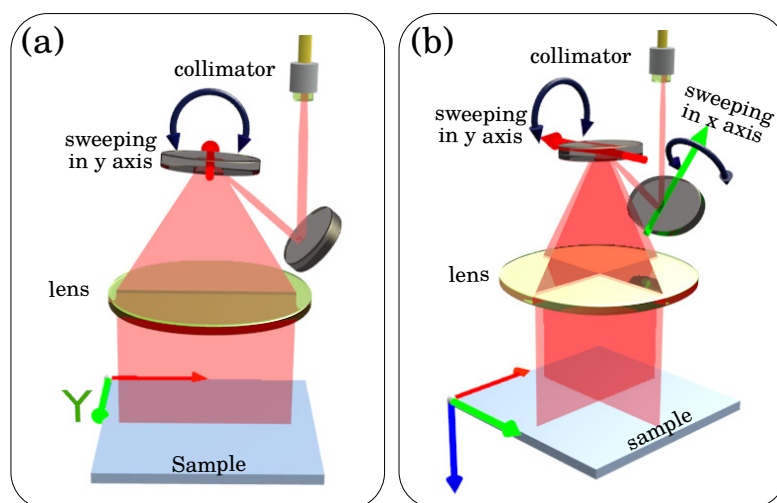 (a)
collimator
sweeping
in y axis
lens
Y
Sample
(b)
collimator
sweeping
in y axis
sweeping
in x axis
lens
sample